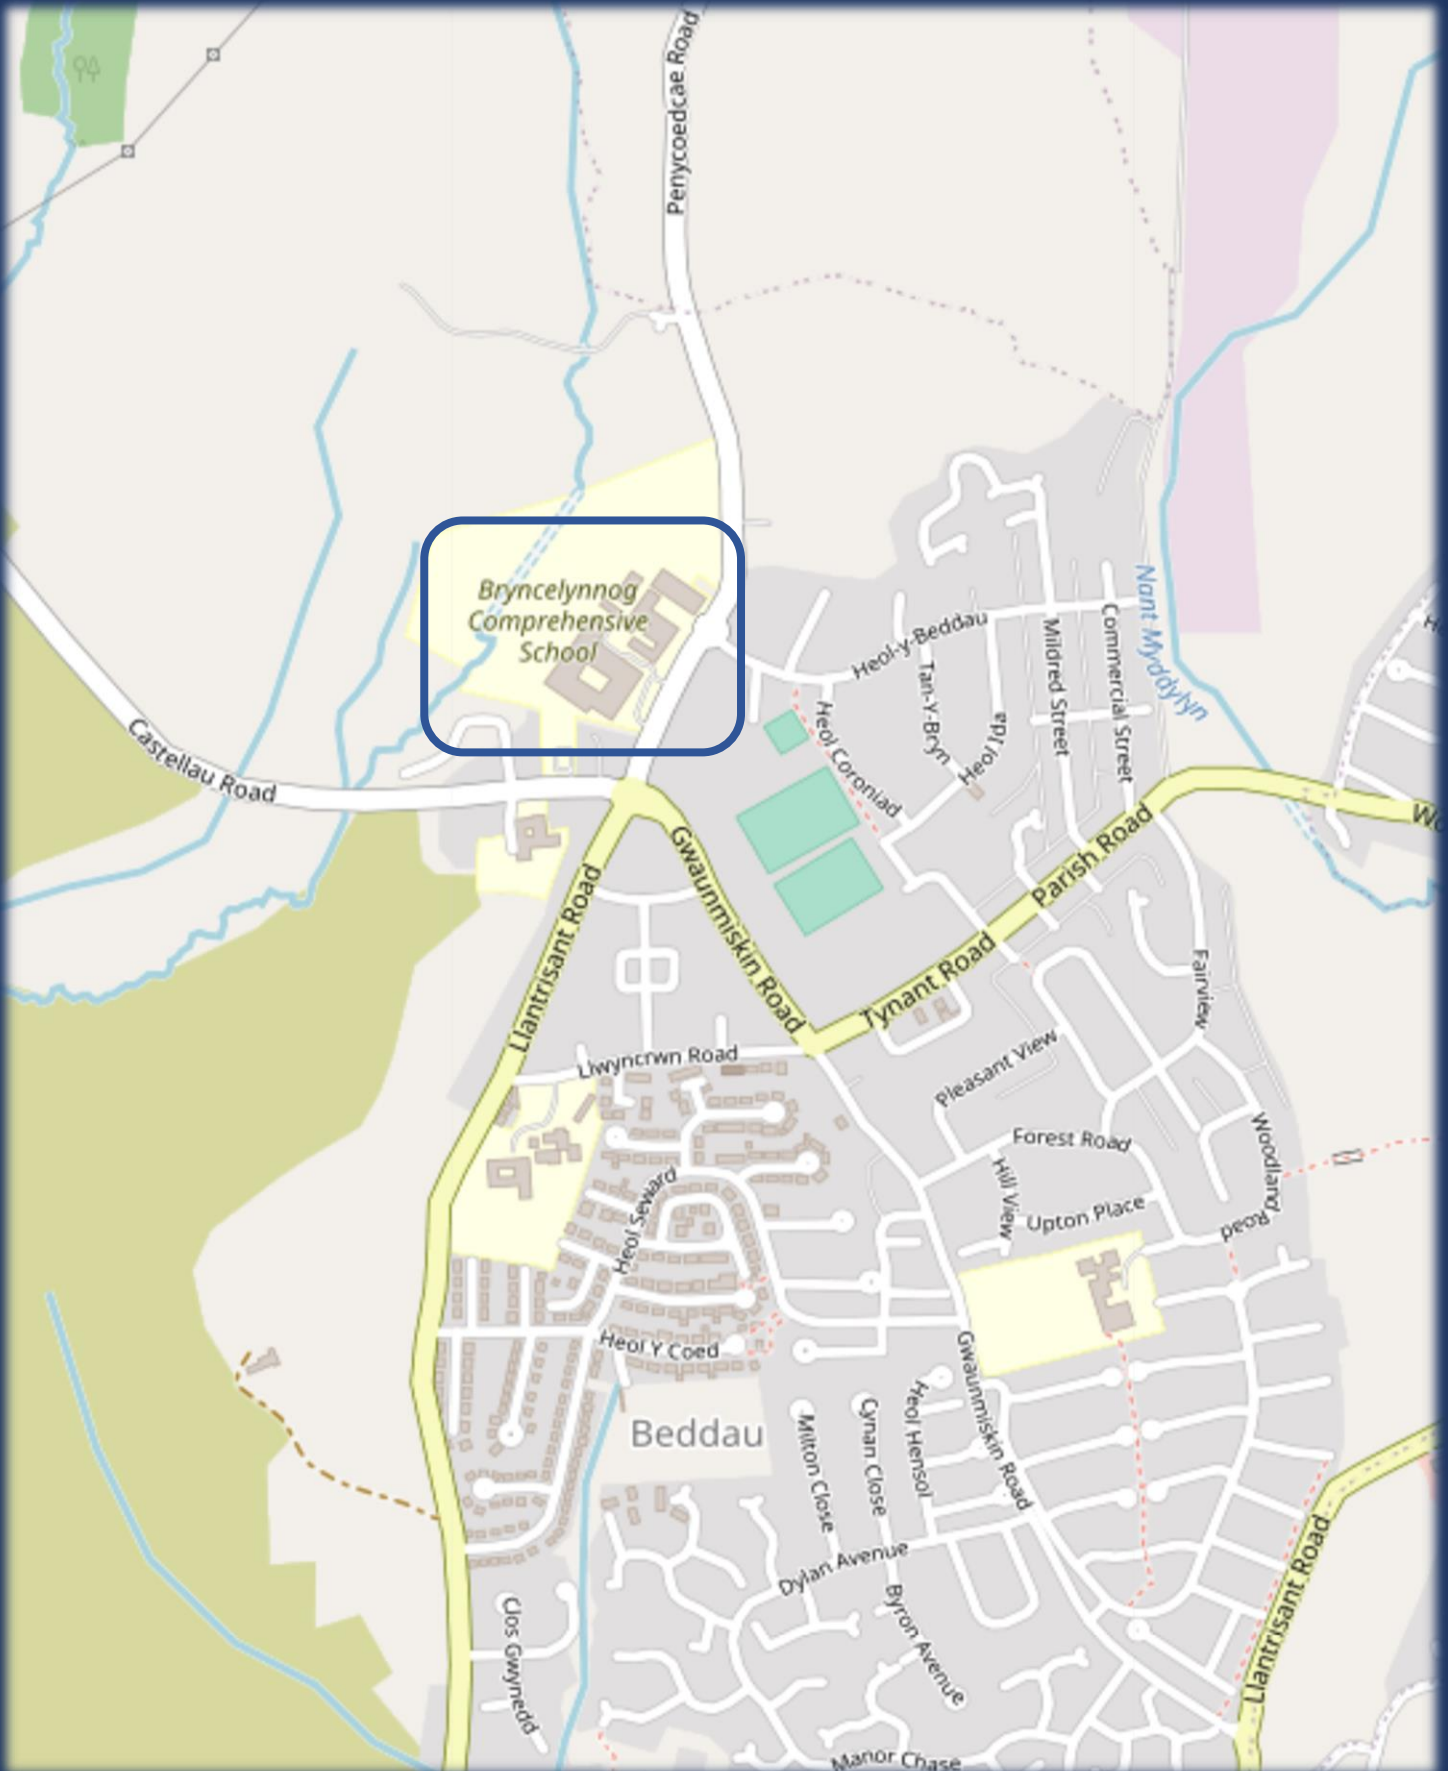 Penycoedcae Road
Bryncelynnog
Comprehensive
School
Castellau Road
Heol-y-Beddau
Tan-Y-Bryn
Heol Ida
Heol Coroniad
Mildred Street
Commercial Street
Nant Myddylyn
Parish Road
Gwaunmiskin Road
Tynant Road
Llantrisant Road
Llwyncrwn Road
Fairview
Pleasant View
Forest Road
Hill View
Upton Place
Woodland Road
Heol Seward
Heol Y Coed
Beddau
Milton Close
Cynan Close
Heol Hensol
Gwaunmiskin Road
Dylan Avenue
Byron Avenue
Clos Gwynedd
Llantrisant Road
Manor Chase